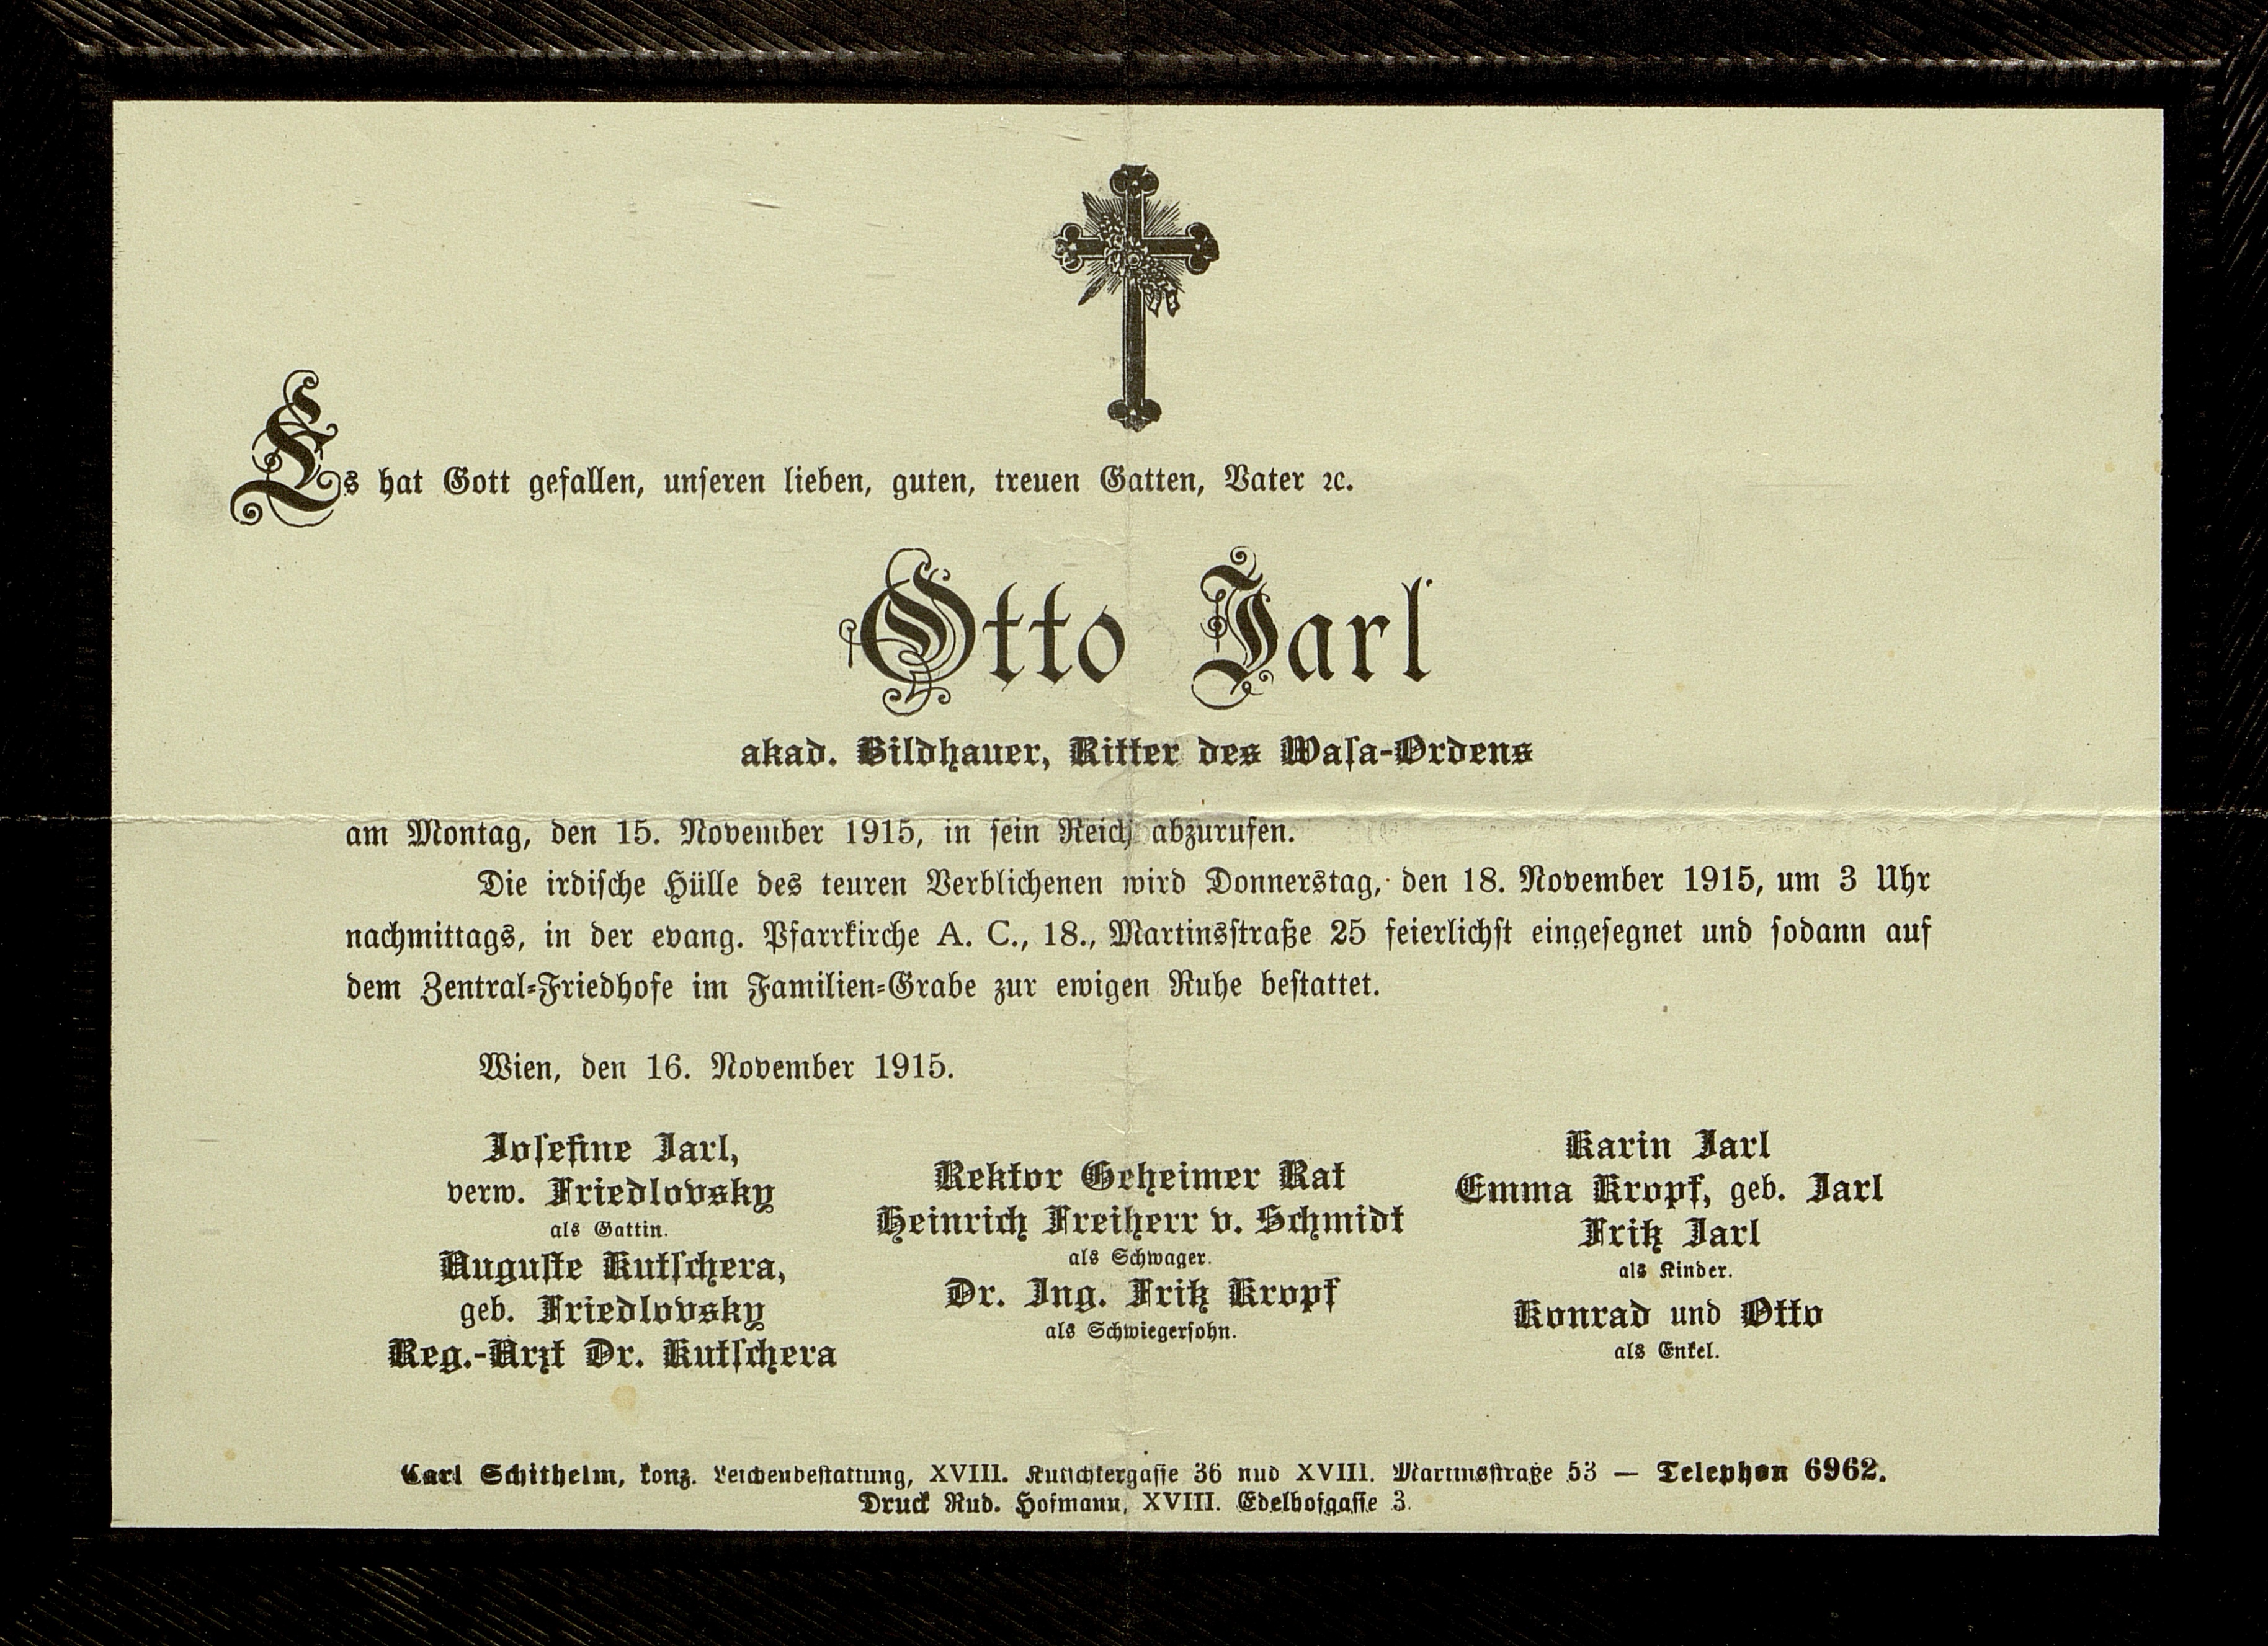 Es hat Gott gefallen, unseren lieben, guten, treuen Gatten, Vater ꝛc.
Otto Jarl
akad. Bildhauer, Ritter des Wasa-Ordens
am Montag, den 15. November 1915, in sein Reich abzurufen.
Die irdische Hülle des teuren Verblichenen wird Donnerstag, den 18. November 1915, um 3 Uhr
nachmittags, in der evang. Pfarrkirche A. C., 18., Martinsstraße 25 feierlichst eingesegnet und sodann auf
dem Zentral-Friedhofe im Familien-Grabe zur ewigen Ruhe bestattet.
Wien, den 16. November 1915.
Josefine Jarl,
verw. Friedlovsky
als Gattin.
Auguste Kutschera,
geb. Friedlovsky
Reg.-Arzt Dr. Kutschera
Rektor Geheimer Rat
Heinrich Freiherr v. Schmidt
als Schwager.
Dr. Ing. Fritz Kropf
als Schwiegersohn.
Karin Jarl
Emma Kropf, geb. Jarl
Fritz Jarl
als Kinder.
Konrad und Otto
als Enkel.
Carl Schithelm, konz. Leichenbestattung, XVIII. Kutschkergasse 36 nud XVIII. Martinsstraße 53 — Telephon 6962.
Druck Rud. Hofmann, XVIII. Edelhofgasse 3.